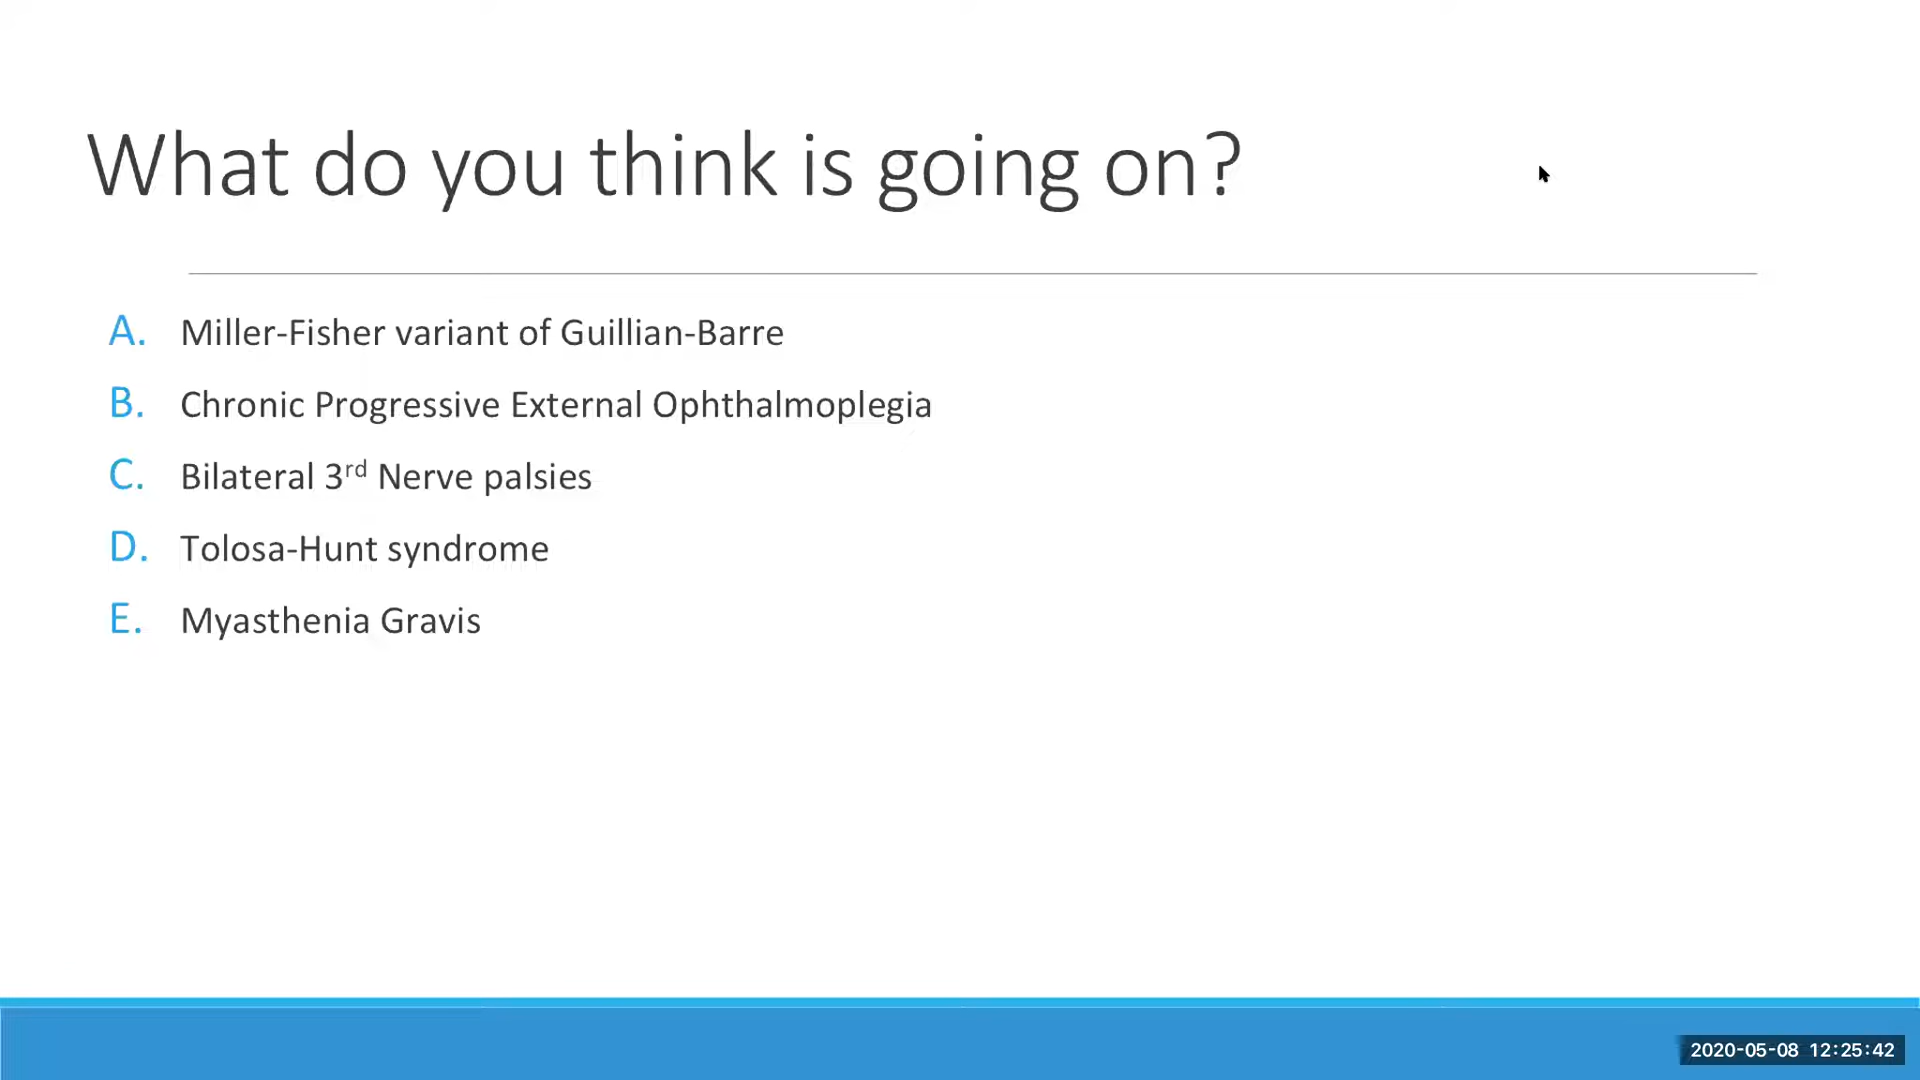 What do you think is going on?
A. Miller-Fisher variant of Guillian-Barre
B. Chronic Progressive External Ophthalmoplegia
C. Bilateral 3rd Nerve palsies
D. Tolosa-Hunt syndrome
E. Myasthenia Gravis
2020-05-08 12:25:42